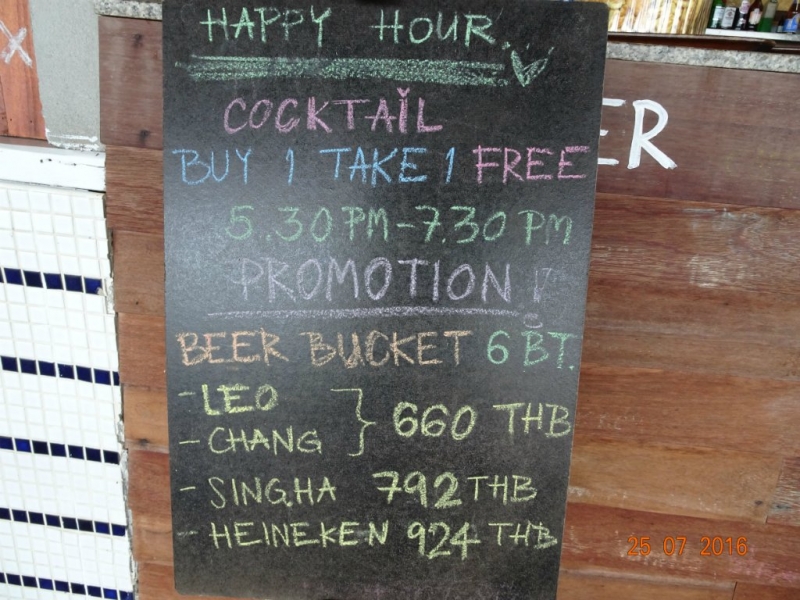 HAPPY HOUR
COCKTAIL
BUY 1 TAKE 1 FREE
5.30 PM - 7.30 PM
PROMOTION!
BEER BUCKET 6 BT.
- LEO
- CHANG } 660 THB
- SINGHA 792 THB
- HEINEKEN 924 THB
ER
25 07 2016